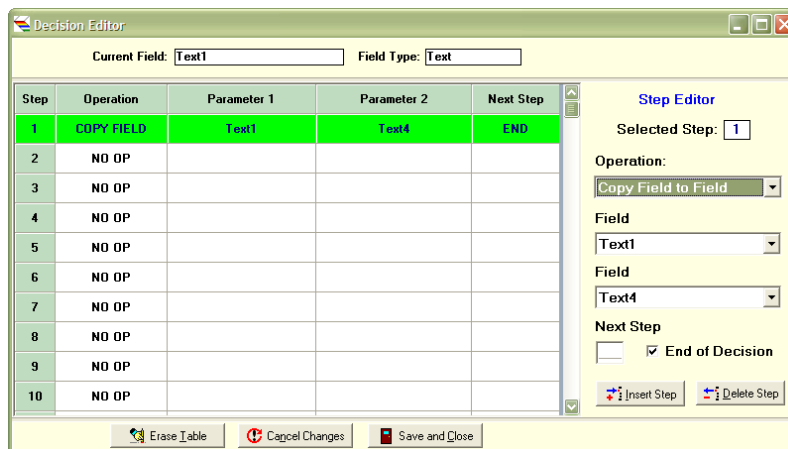 Decision Editor
Current Field: Text1 Field Type: Text
Step Operation Parameter 1 Parameter 2 Next Step
1 COPY FIELD Text1 Text4 END
2 NO OP
3 NO OP
4 NO OP
5 NO OP
6 NO OP
7 NO OP
8 NO OP
9 NO OP
10 NO OP
Step Editor
Selected Step: 1
Operation:
Copy Field to Field
Field
Text1
Field
Text4
Next Step
End of Decision
Insert Step Delete Step
Erase Table Cancel Changes Save and Close